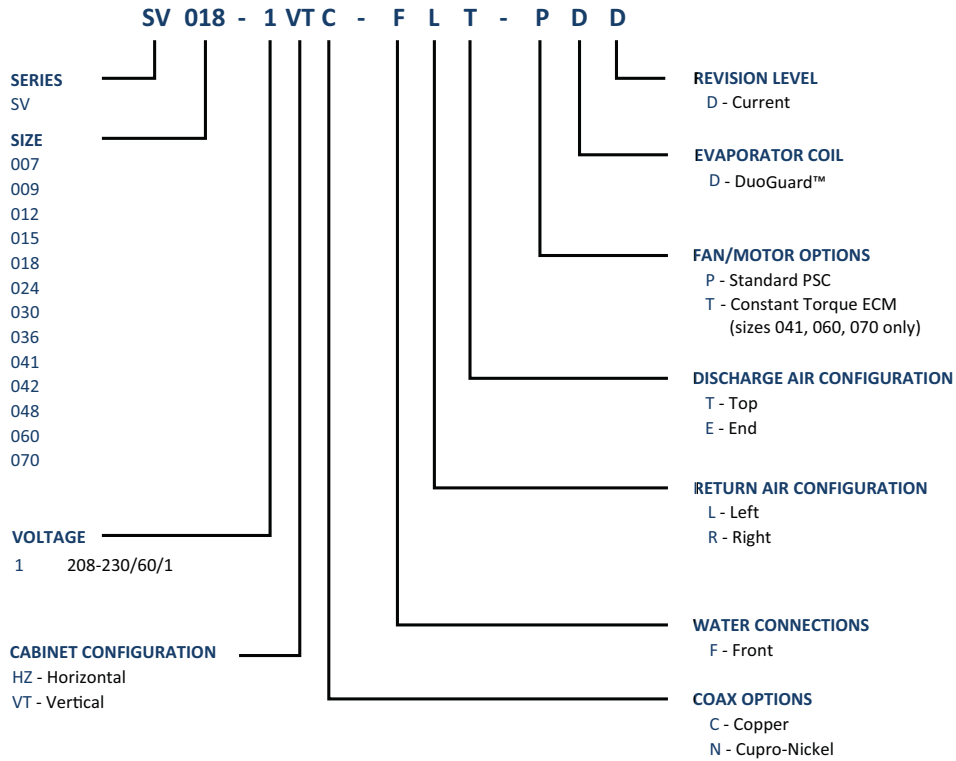 SV 018 - 1 VT C - F L T - P D D
SERIES
SV
SIZE
007
009
012
015
018
024
030
036
041
042
048
060
070
VOLTAGE
1 208-230/60/1
CABINET CONFIGURATION
HZ - Horizontal
VT - Vertical
REVISION LEVEL
D - Current
EVAPORATOR COIL
D - DuoGuard™
FAN/MOTOR OPTIONS
P - Standard PSC
T - Constant Torque ECM
(sizes 041, 060, 070 only)
DISCHARGE AIR CONFIGURATION
T - Top
E - End
RETURN AIR CONFIGURATION
L - Left
R - Right
WATER CONNECTIONS
F - Front
COAX OPTIONS
C - Copper
N - Cupro-Nickel